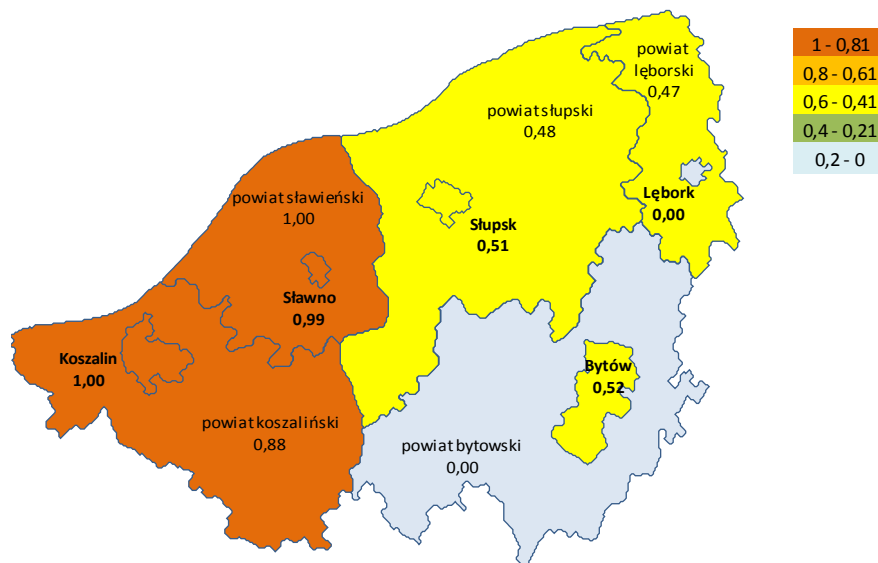 powiat
lęborski
0,47
powiat słupski
0,48
Lębork
0,00
powiat sławieński
1,00
Słupsk
0,51
Sławno
0,99
Koszalin
1,00
Bytów
0,52
powiat koszaliński
0,88
powiat bytowski
0,00
1 - 0,81
0,8 - 0,61
0,6 - 0,41
0,4 - 0,21
0,2 - 0